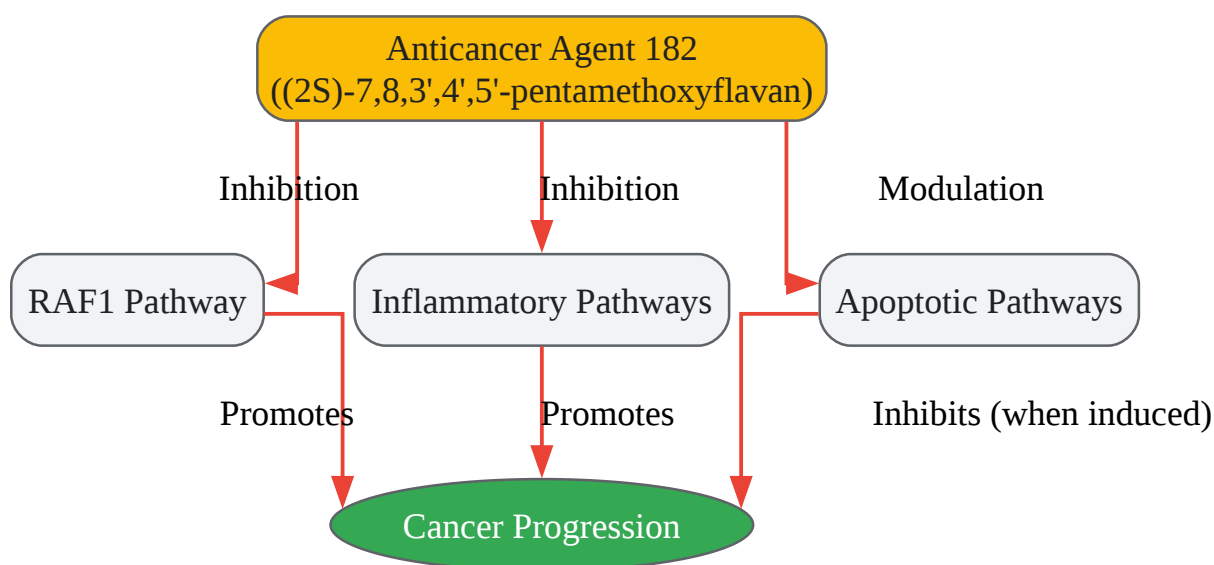 Anticancer Agent 182
((2S)-7,8,3',4',5'-pentamethoxyflavan)
Inhibition
Inhibition
Modulation
RAF1 Pathway
Inflammatory Pathways
Apoptotic Pathways
Promotes
Promotes
Inhibits (when induced)
Cancer Progression